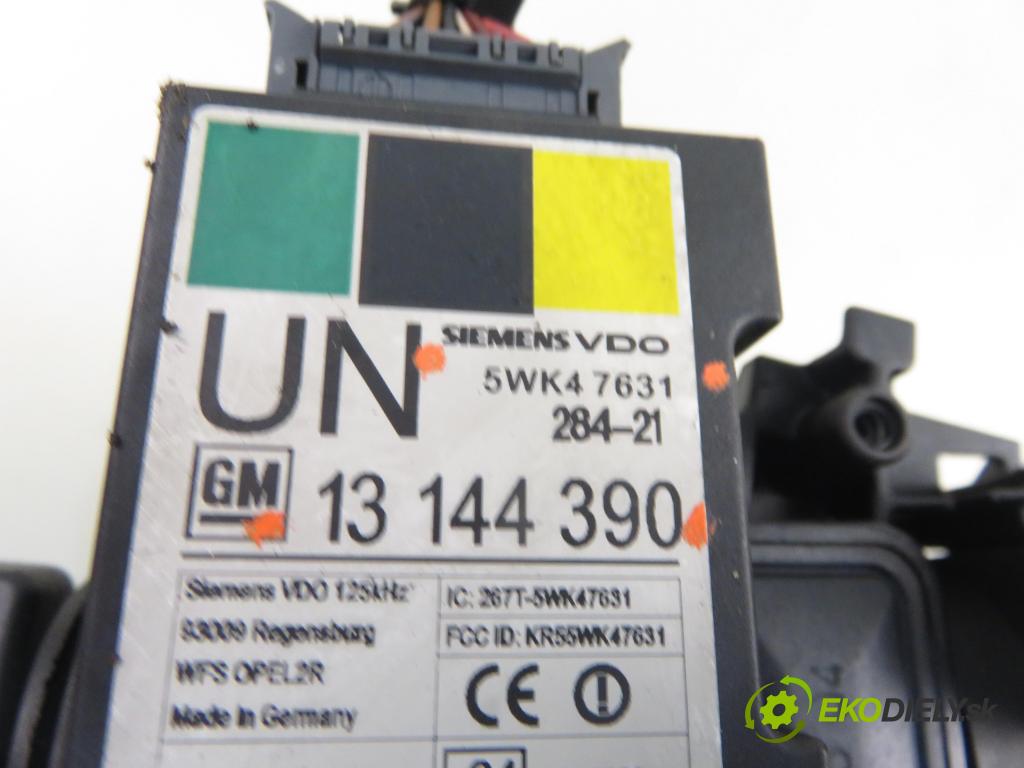 UN
SIEMENS VDO
5WK4 7631
284-21
GM 13 144 390
Siemens VDO 125kHz
93009 Regensburg
WFS OPEL2R
Made in Germany
IC: 267T-5WK47631
FCC ID: KR55WK47631
CE
4
EKODIELY.sk